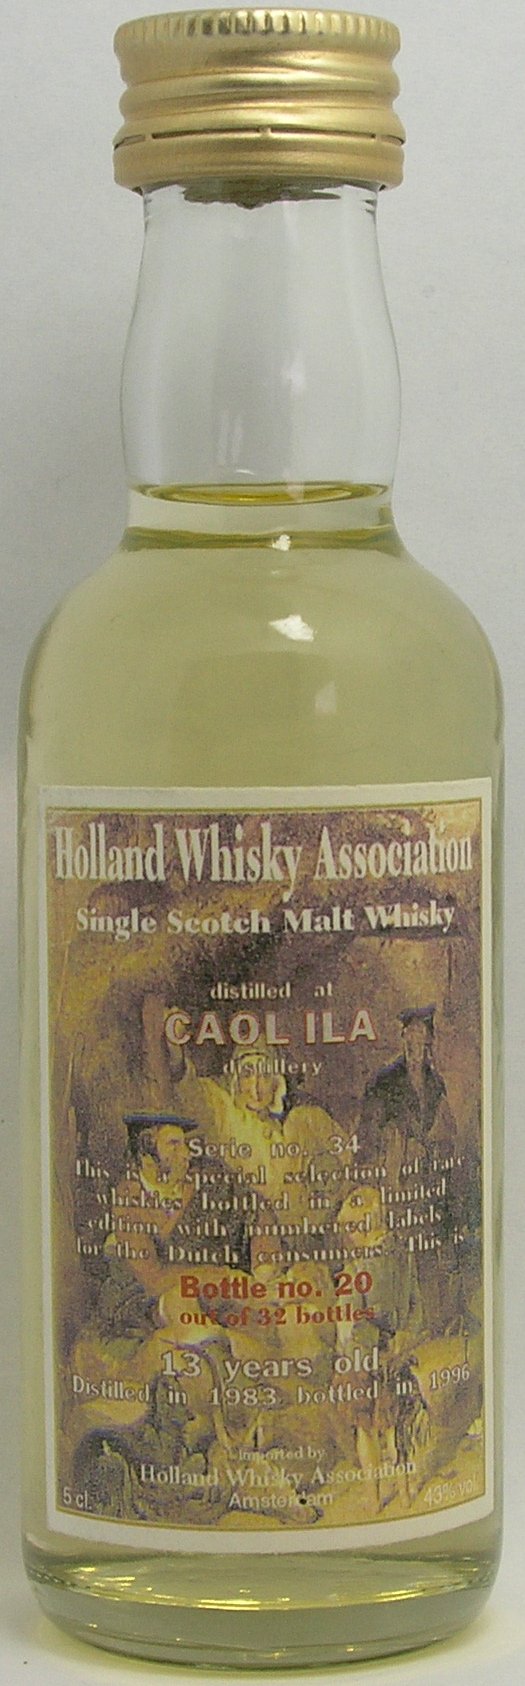 Holland Whisky Association
Single Scotch Malt Whisky
distilled at
CAOL ILA
distillery
Serie no. 34
This is a special selection of rare
whiskies bottled in a limited
edition with numbered labels
for the Dutch consumers. This is
Bottle no. 20
out of 32 bottles
13 years old
Distilled in 1983 bottled in 1996
Imported by
Holland Whisky Association
Amsterdam
5 cl.
43% vol